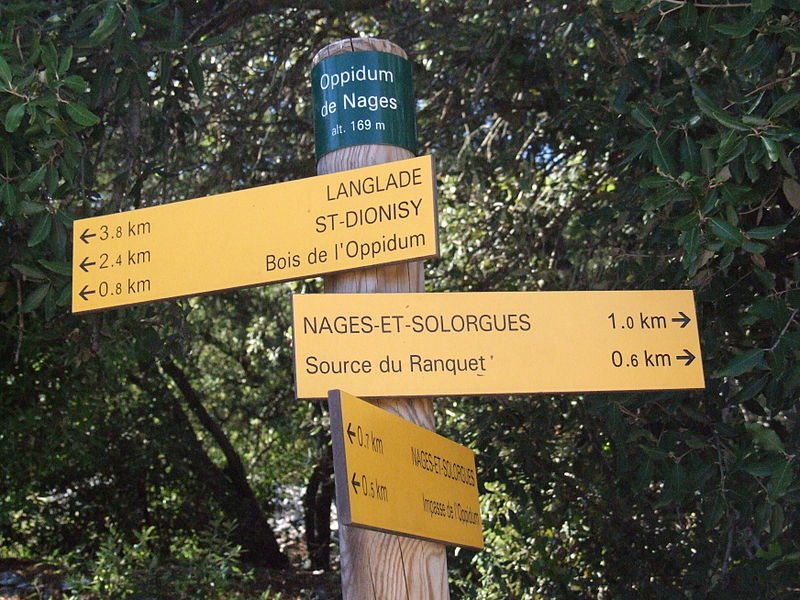 Oppidum
de Nages
alt. 169 m
← 3.8 km LANGLADE
← 2.4 km ST-DIONISY
← 0.8 km Bois de l'Oppidum
NAGES-ET-SOLORGUES 1.0 km →
Source du Ranquet 0.6 km →
← 0.7 km NAGES-ET-SOLORGUES
← 0.5 km Impasse de l'Oppidum